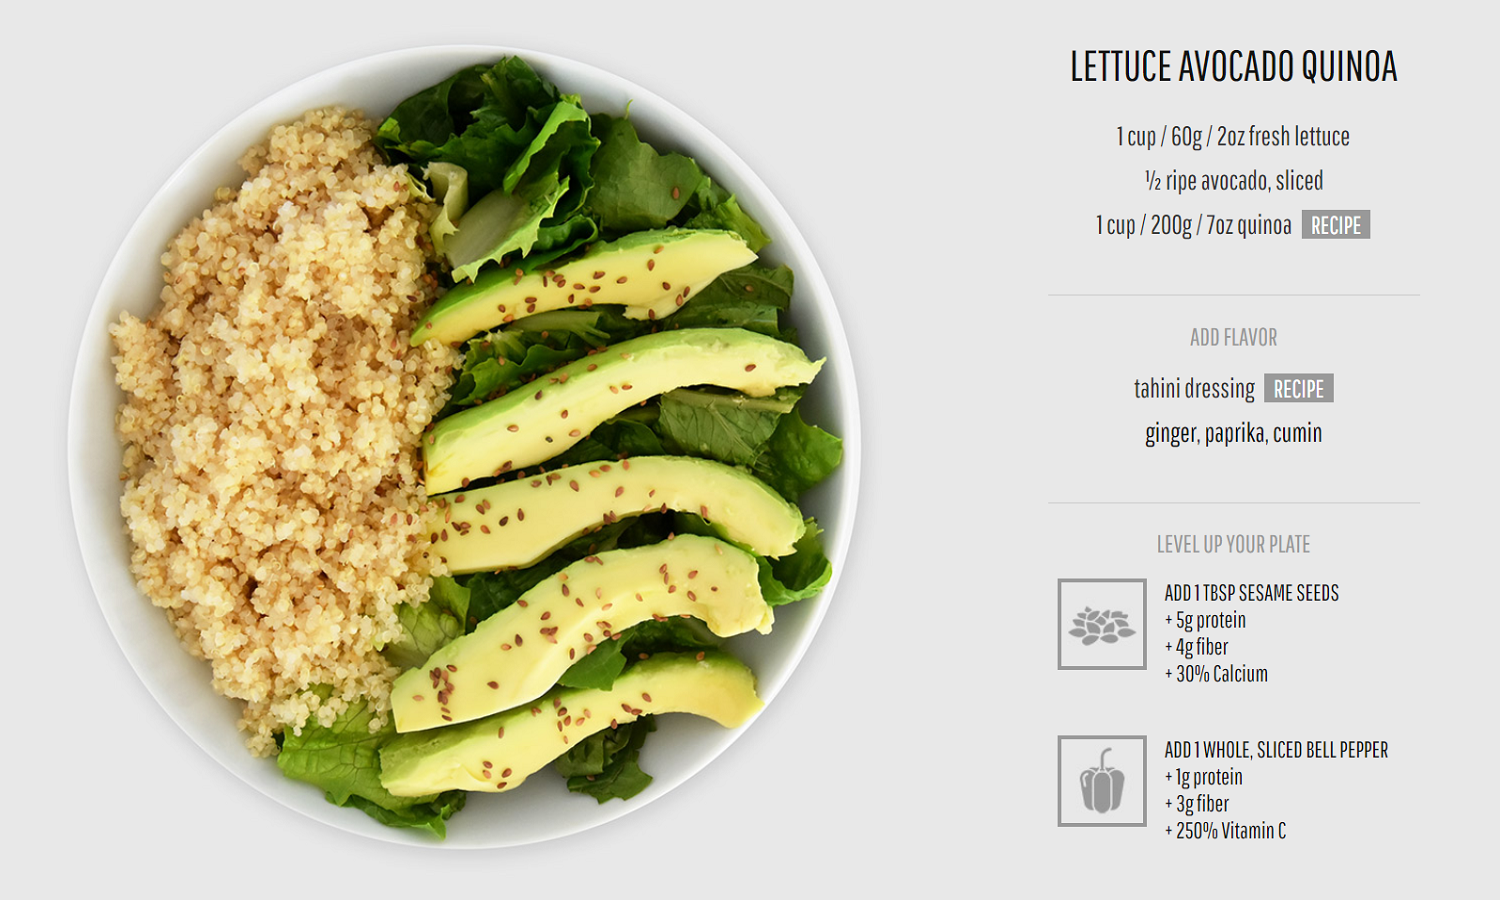 LETTUCE AVOCADO QUINOA
1 cup / 60g / 2oz fresh lettuce
½ ripe avocado, sliced
1 cup / 200g / 7oz quinoa RECIPE
ADD FLAVOR
tahini dressing RECIPE
ginger, paprika, cumin
LEVEL UP YOUR PLATE
ADD 1 TBSP SESAME SEEDS
+ 5g protein
+ 4g fiber
+ 30% Calcium
ADD 1 WHOLE, SLICED BELL PEPPER
+ 1g protein
+ 3g fiber
+ 250% Vitamin C